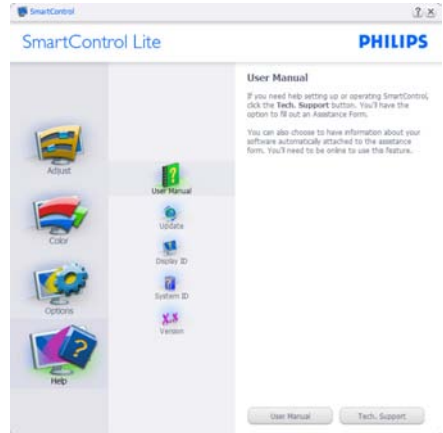 SmartControl
SmartControl Lite
PHILIPS
Adjust
Color
Options
Help
User Manual
Update
Display ID
System ID
X.X
Version
User Manual
If you need help setting up or operating SmartControl,
click the Tech. Support button. You'll have the
option to fill out an Assistance Form.
You can also choose to have information about your
software automatically attached to the assistance
form. You'll need to be online to use this feature.
User Manual
Tech. Support